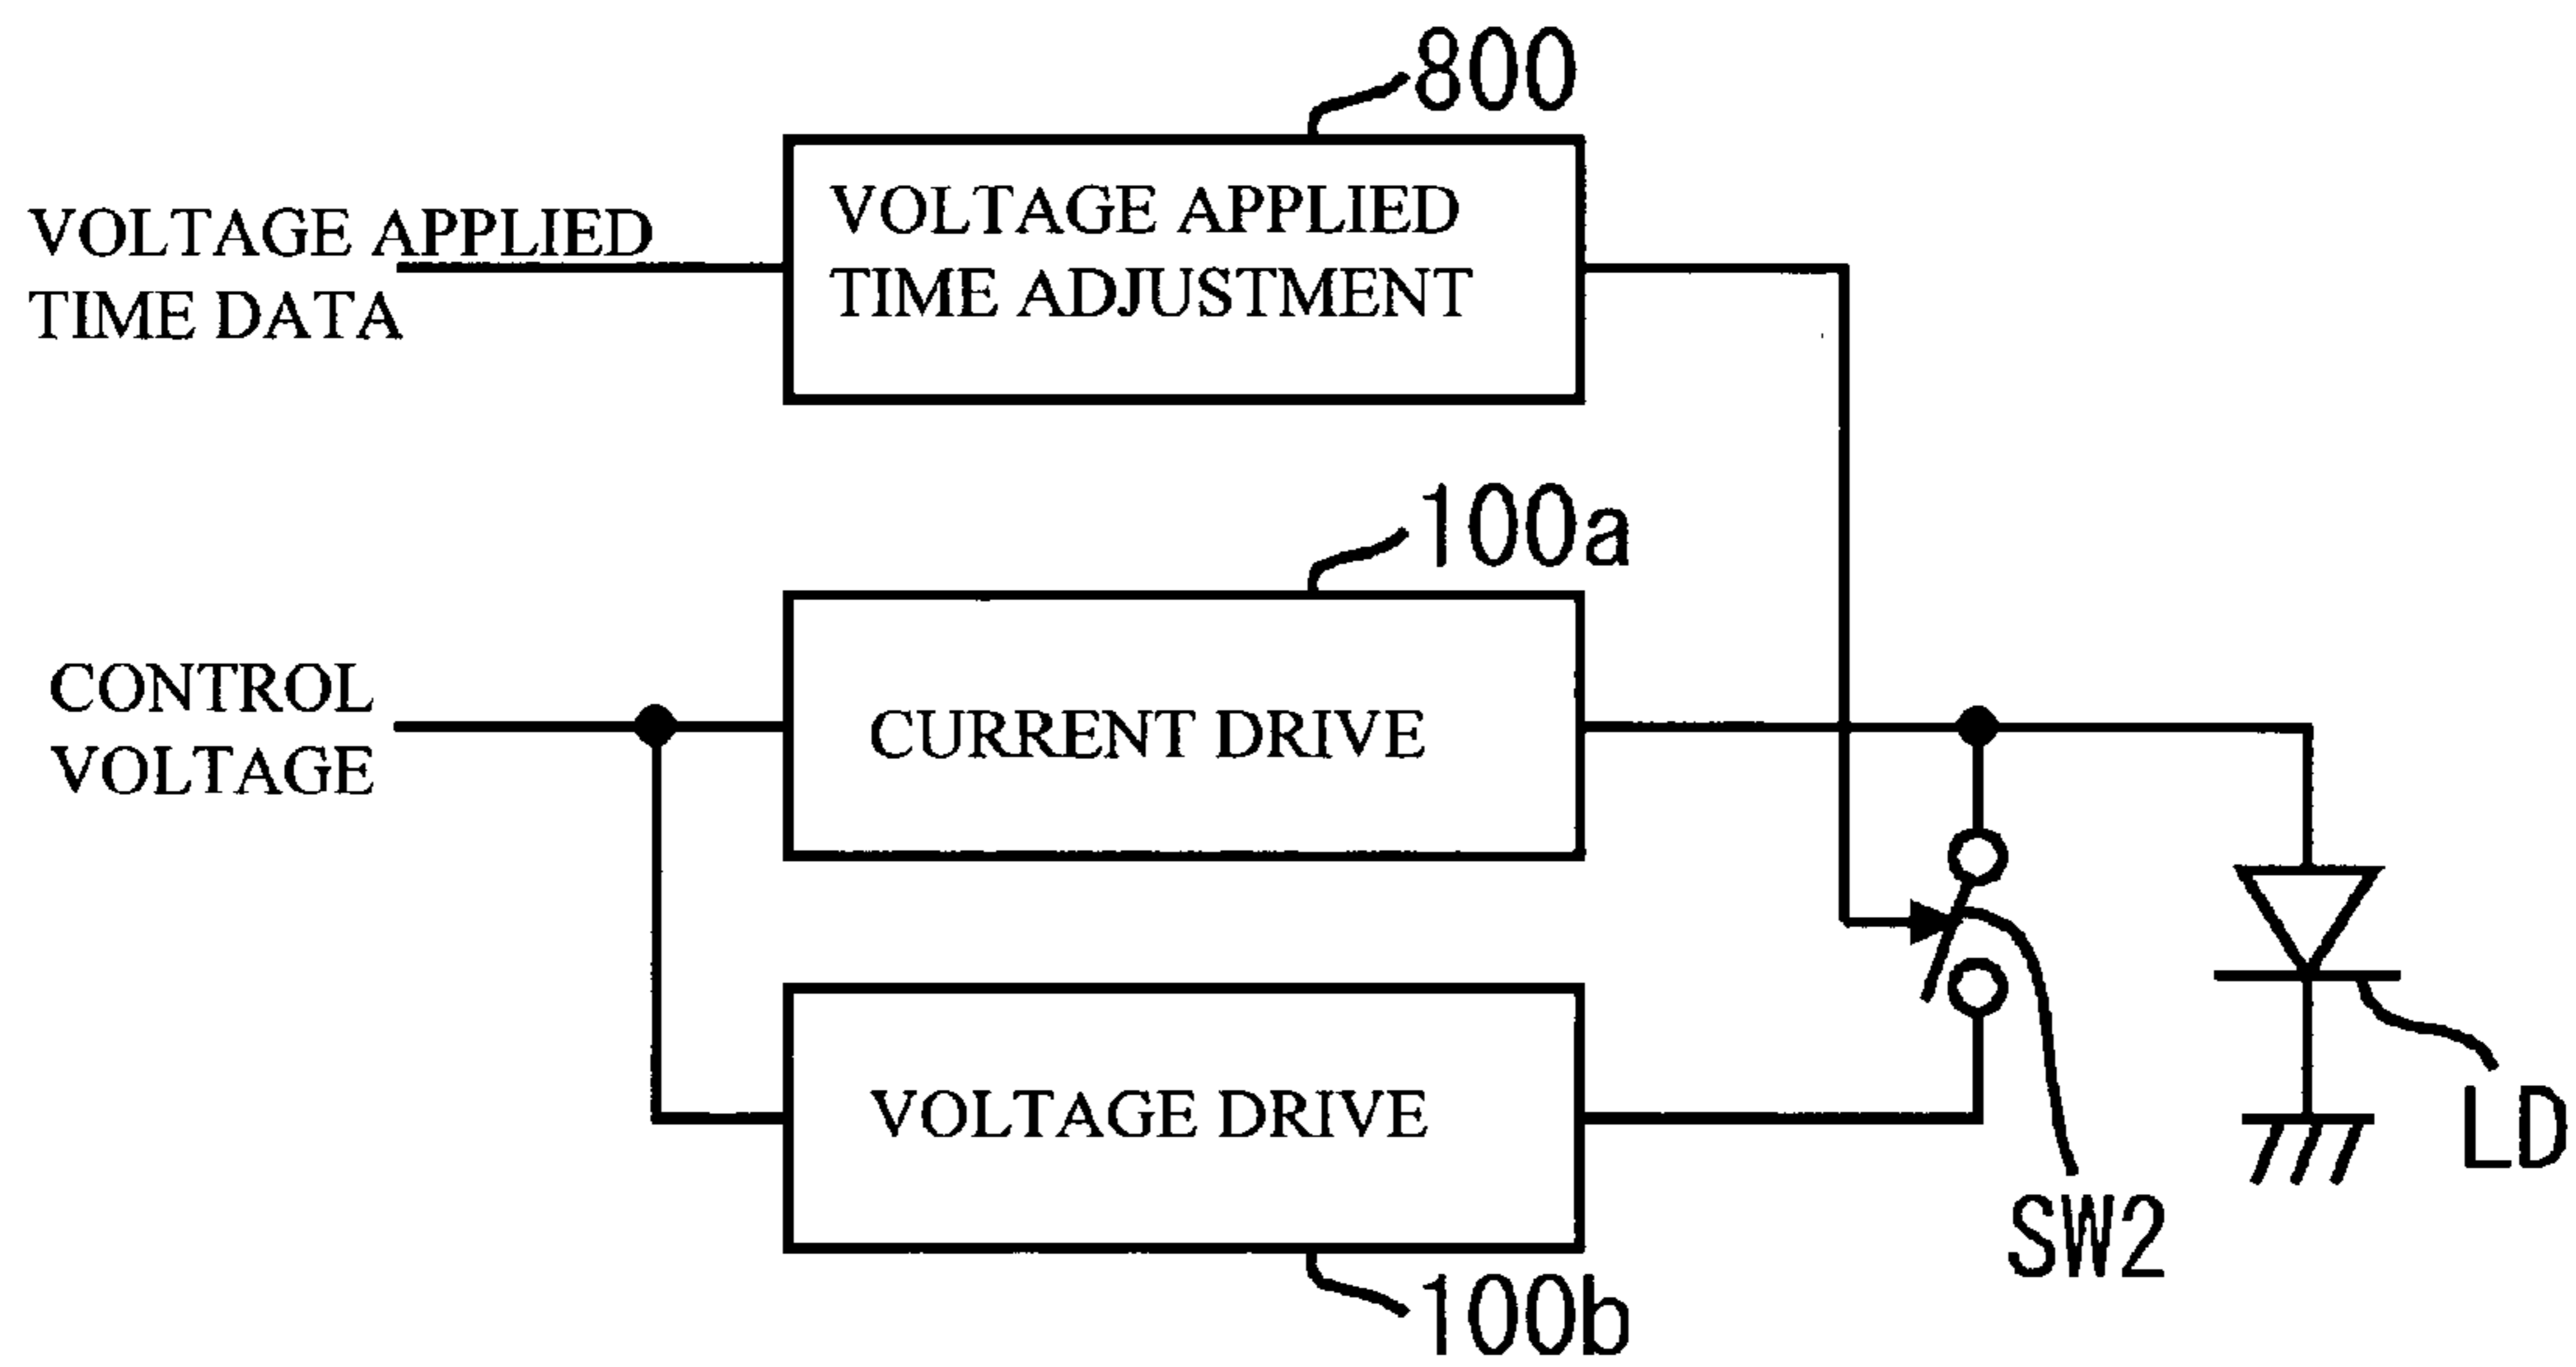 800
VOLTAGE APPLIED
TIME DATA
VOLTAGE APPLIED
TIME ADJUSTMENT
100a
CONTROL
VOLTAGE
CURRENT DRIVE
VOLTAGE DRIVE
LD
SW2
100b